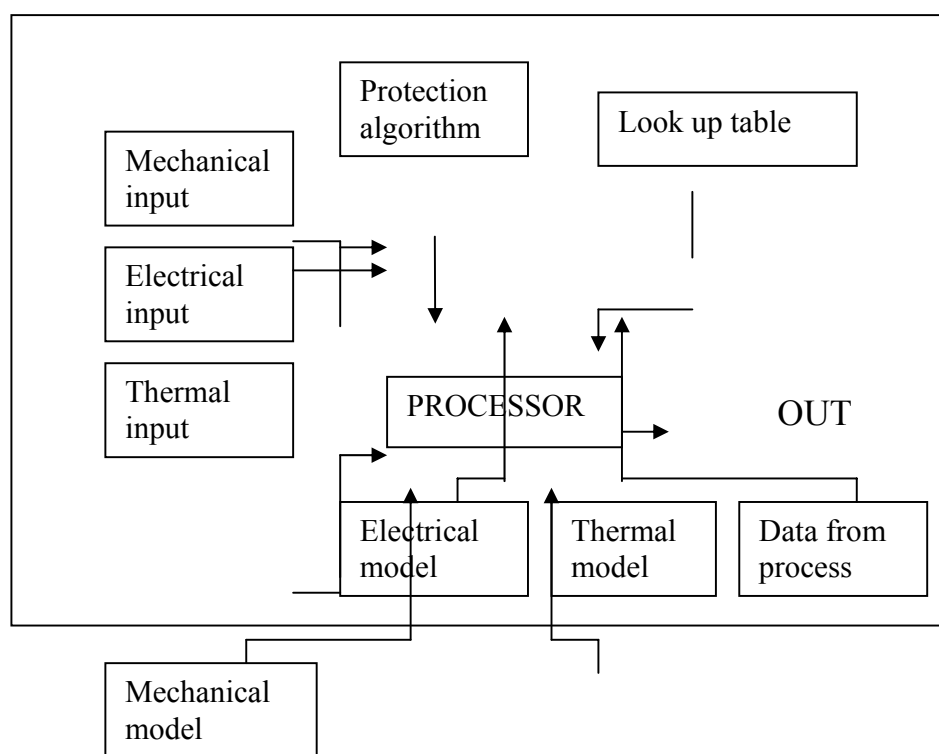 Protection
algorithm
Look up table
Mechanical
input
Electrical
input
Thermal
input
PROCESSOR
OUT
Electrical
model
Thermal
model
Data from
process
Mechanical
model